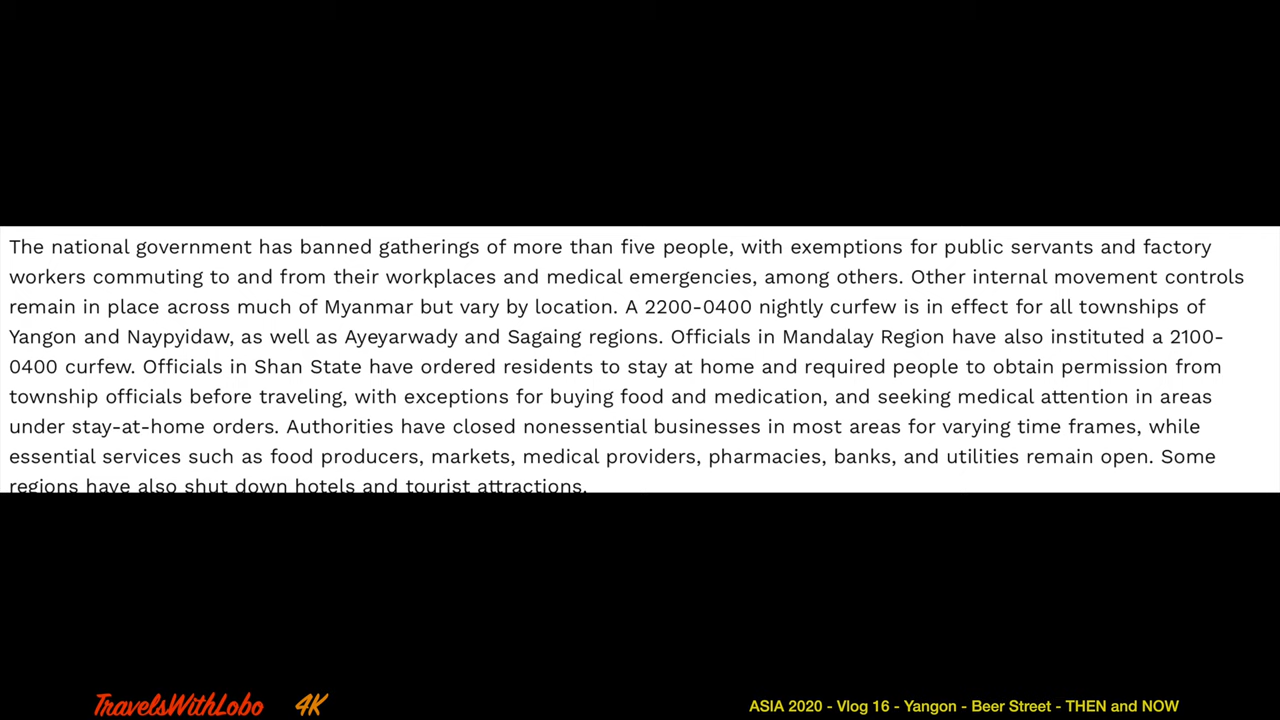 The national government has banned gatherings of more than five people, with exemptions for public servants and factory
workers commuting to and from their workplaces and medical emergencies, among others. Other internal movement controls
remain in place across much of Myanmar but vary by location. A 2200-0400 nightly curfew is in effect for all townships of
Yangon and Naypyidaw, as well as Ayeyarwady and Sagaing regions. Officials in Mandalay Region have also instituted a 2100-
0400 curfew. Officials in Shan State have ordered residents to stay at home and required people to obtain permission from
township officials before traveling, with exceptions for buying food and medication, and seeking medical attention in areas
under stay-at-home orders. Authorities have closed nonessential businesses in most areas for varying time frames, while
essential services such as food producers, markets, medical providers, pharmacies, banks, and utilities remain open. Some
regions have also shut down hotels and tourist attractions.
TravelsWithLobo 4K
ASIA 2020 - Vlog 16 - Yangon - Beer Street - THEN and NOW